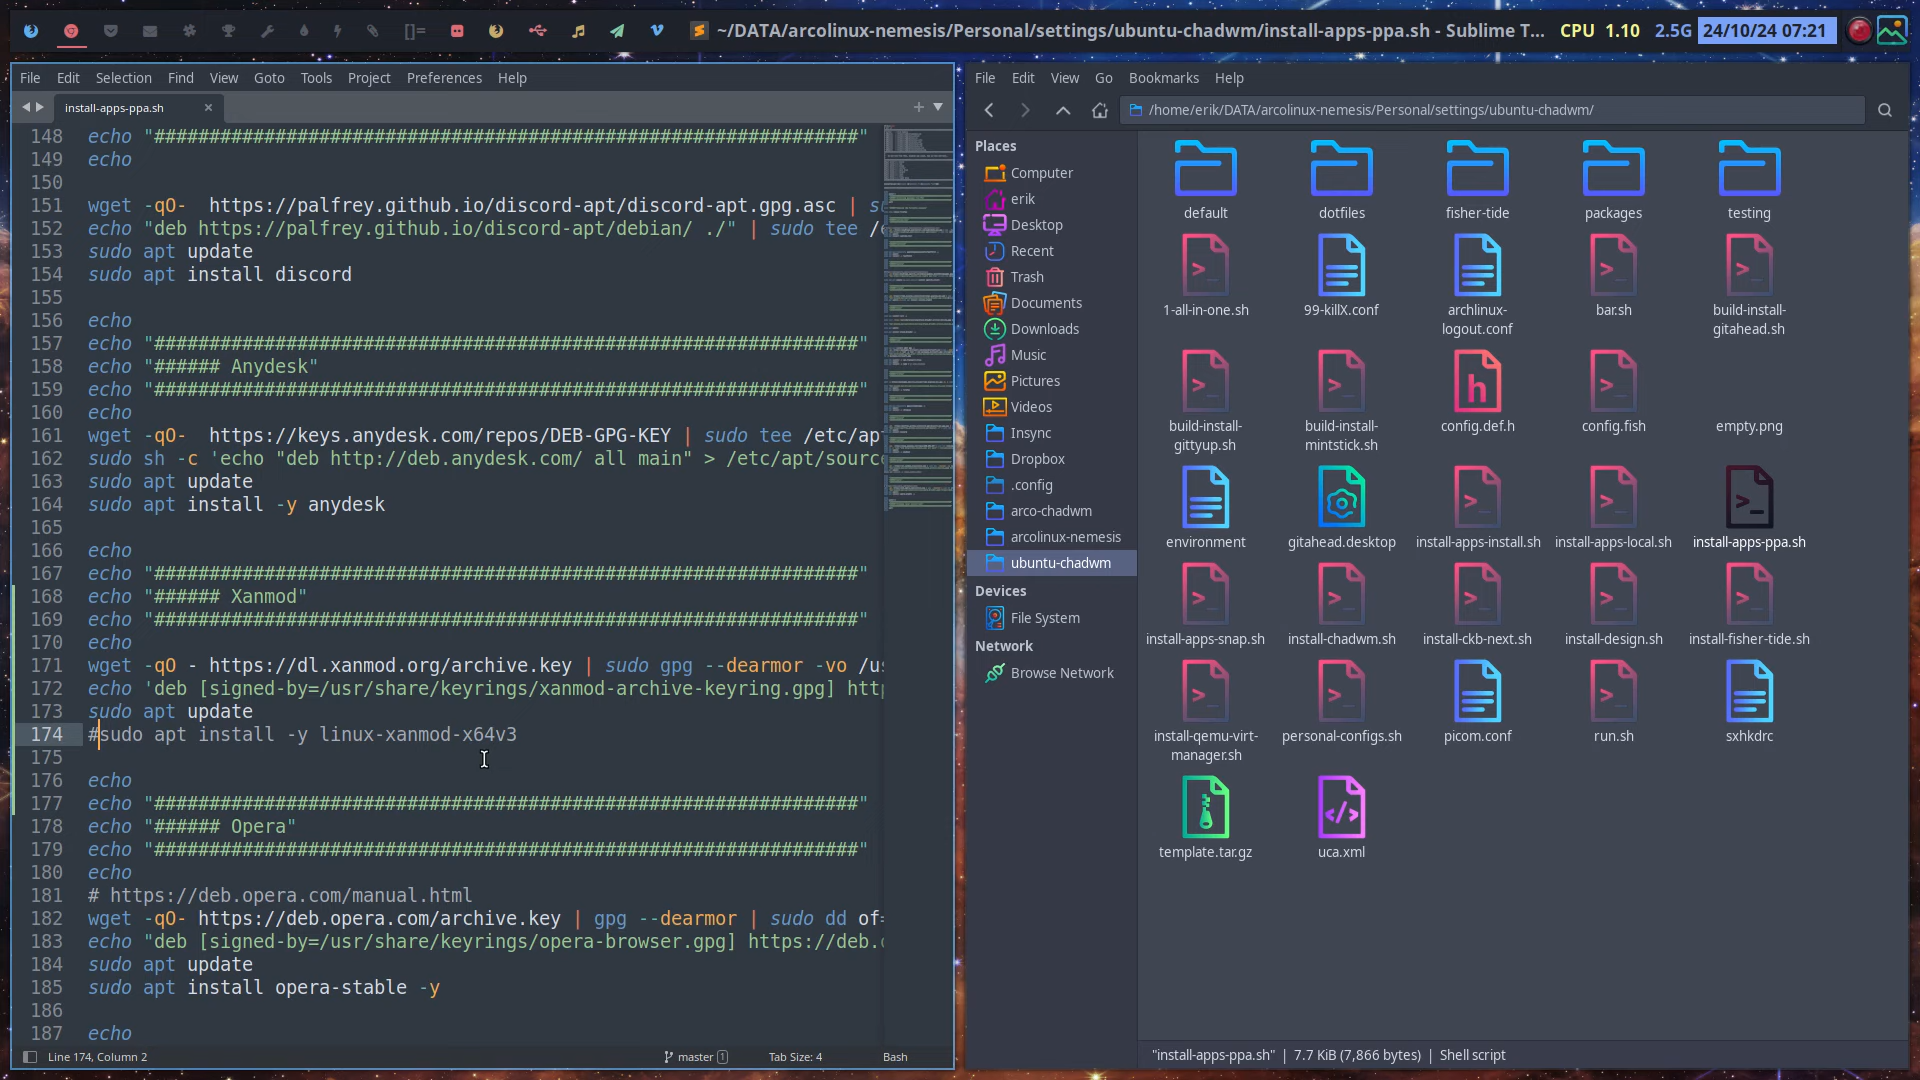 ~/DATA/arcolinux-nemesis/Personal/settings/ubuntu-chadwm/install-apps-ppa.sh - Sublime T...
CPU 1.10
2.5G
24/10/24 07:21
File Edit Selection Find View Goto Tools Project Preferences Help
install-apps-ppa.sh
148 echo "################################################################"
149 echo
150
151 wget -qO-  https://palfrey.github.io/discord-apt/discord-apt.gpg.asc |
152 echo "deb https://palfrey.github.io/discord-apt/debian/ ./" | sudo tee
153 sudo apt update
154 sudo apt install discord
155
156 echo
157 echo "################################################################"
158 echo "###### Anydesk"
159 echo "################################################################"
160 echo
161 wget -qO-  https://keys.anydesk.com/repos/DEB-GPG-KEY | sudo tee /etc/ap
162 sudo sh -c 'echo "deb http://deb.anydesk.com/ all main" > /etc/apt/source
163 sudo apt update
164 sudo apt install -y anydesk
165
166 echo
167 echo "################################################################"
168 echo "###### Xanmod"
169 echo "################################################################"
170 echo
171 wget -qO - https://dl.xanmod.org/archive.key | sudo gpg --dearmor -vo /us
172 echo 'deb [signed-by=/usr/share/keyrings/xanmod-archive-keyring.gpg] http
173 sudo apt update
174 #sudo apt install -y linux-xanmod-x64v3
175
176 echo
177 echo "################################################################"
178 echo "###### Opera"
179 echo "################################################################"
180 echo
181 # https://deb.opera.com/manual.html
182 wget -qO- https://deb.opera.com/archive.key | gpg --dearmor | sudo dd of=
183 echo "deb [signed-by=/usr/share/keyrings/opera-browser.gpg] https://deb.
184 sudo apt update
185 sudo apt install opera-stable -y
186
187 echo
Line 174, Column 2
master 1
Tab Size: 4
Bash
File Edit View Go Bookmarks Help
/home/erik/DATA/arcolinux-nemesis/Personal/settings/ubuntu-chadwm/
Places
Computer
erik
Desktop
Recent
Trash
Documents
Downloads
Music
Pictures
Videos
Insync
Dropbox
.config
arco-chadwm
arcolinux-nemesis
ubuntu-chadwm
Devices
File System
Network
Browse Network
default dotfiles fisher-tide packages testing
1-all-in-one.sh 99-killX.conf archlinux-logout.conf bar.sh build-install-gitahead.sh
build-install-gittyup.sh build-install-mintstick.sh config.def.h config.fish empty.png
environment gitahead.desktop install-apps-install.sh install-apps-local.sh install-apps-ppa.sh
install-apps-snap.sh install-chadwm.sh install-ckb-next.sh install-design.sh install-fisher-tide.sh
install-qemu-virt-manager.sh personal-configs.sh picom.conf run.sh sxhkdrc
template.tar.gz uca.xml
"install-apps-ppa.sh" | 7.7 KiB (7,866 bytes) | Shell script